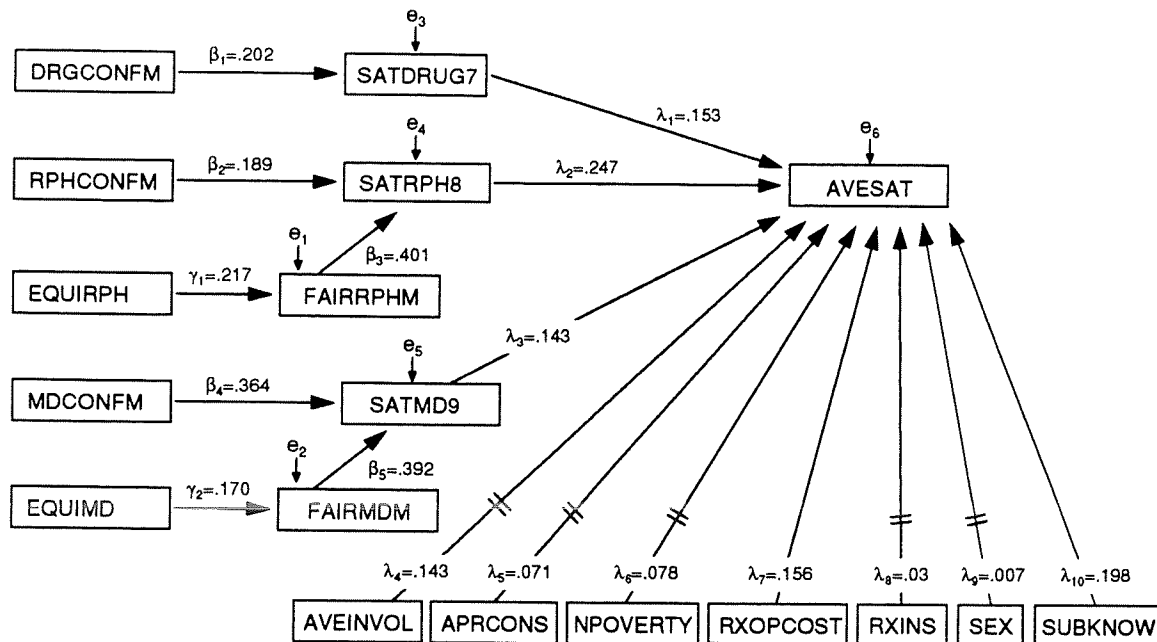 e₃
DRGCONFM β₁=.202 SATDRUG7
λ₁=.153
e₄ e₆
RPHCONFM β₂=.189 SATRPH8 λ₂=.247 AVESAT
e₁ β₃=.401
EQUIRPH γ₁=.217 FAIRRPHM
λ₃=.143
e₅
MDCONFM β₄=.364 SATMD9
e₂ β₅=.392
EQUIMD γ₂=.170 FAIRMDM
λ₄=.143 λ₅=.071 λ₆=.078 λ₇=.156 λ₈=.03 λ₉=.007 λ₁₀=.198
AVEINVOL APRCONS NPOVERTY RXOPCOST RXINS SEX SUBKNOW